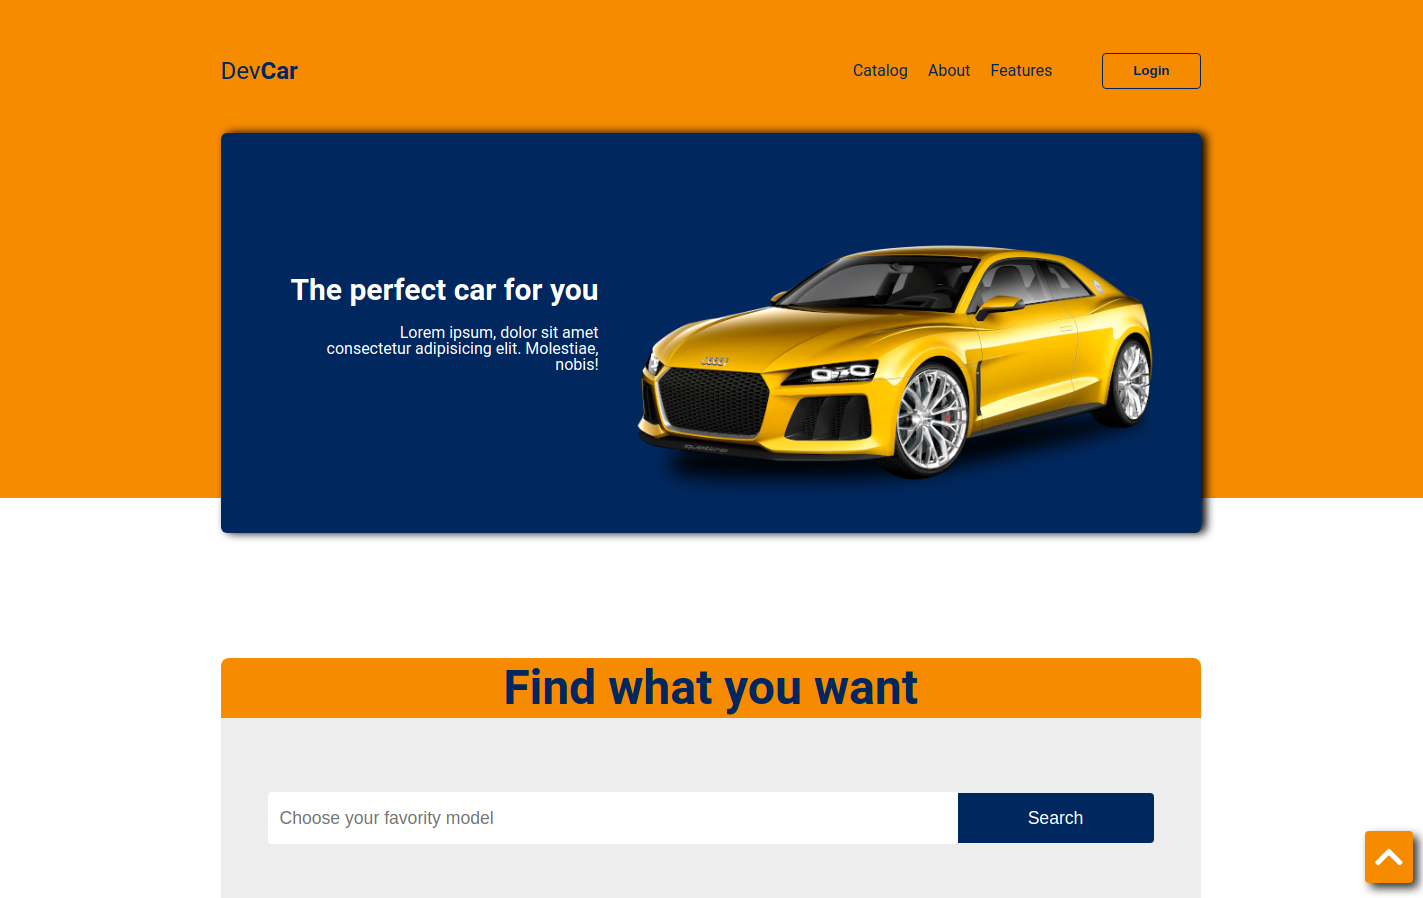 DevCar
Catalog About Features Login
The perfect car for you
Lorem ipsum, dolor sit amet
consectetur adipisicing elit. Molestiae,
nobis!
quattro
Find what you want
Choose your favority model
Search